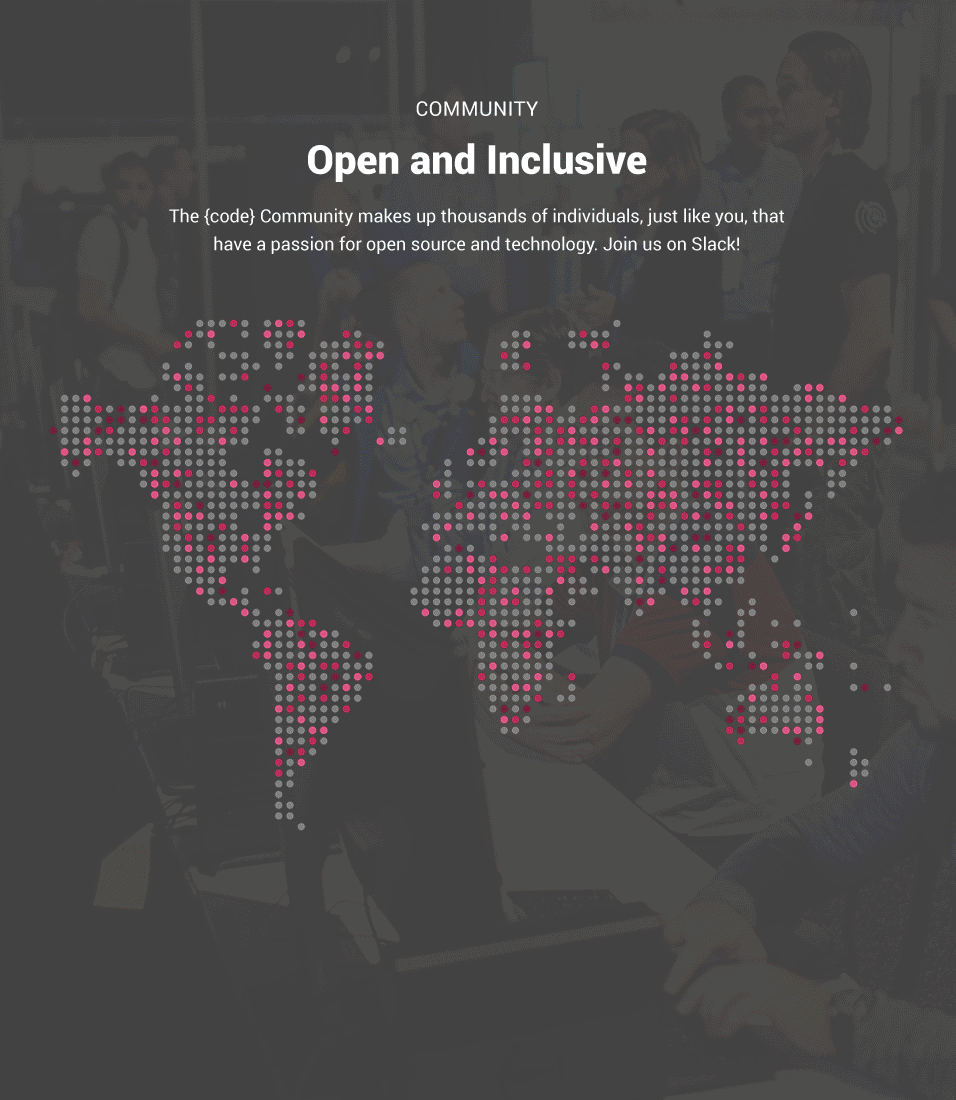 COMMUNITY
Open and Inclusive
The {code} Community makes up thousands of individuals, just like you, that
have a passion for open source and technology. Join us on Slack!